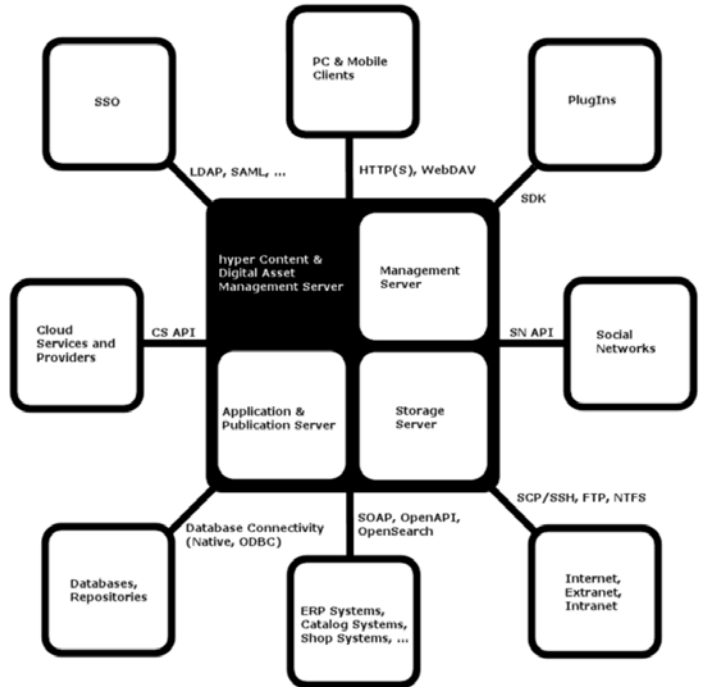 PC & Mobile
Clients
SSO
PlugIns
LDAP, SAML, ...
HTTP(S), WebDAV
SDK
hyper Content &
Digital Asset
Management Server
Management
Server
Cloud
Services and
Providers
CS API
SN API
Social
Networks
Application &
Publication Server
Storage
Server
SCP/SSH, FTP, NTFS
Database Connectivity
(Native, ODBC)
SOAP, OpenAPI,
OpenSearch
Databases,
Repositories
ERP Systems,
Catalog Systems,
Shop Systems, ...
Internet,
Extranet,
Intranet